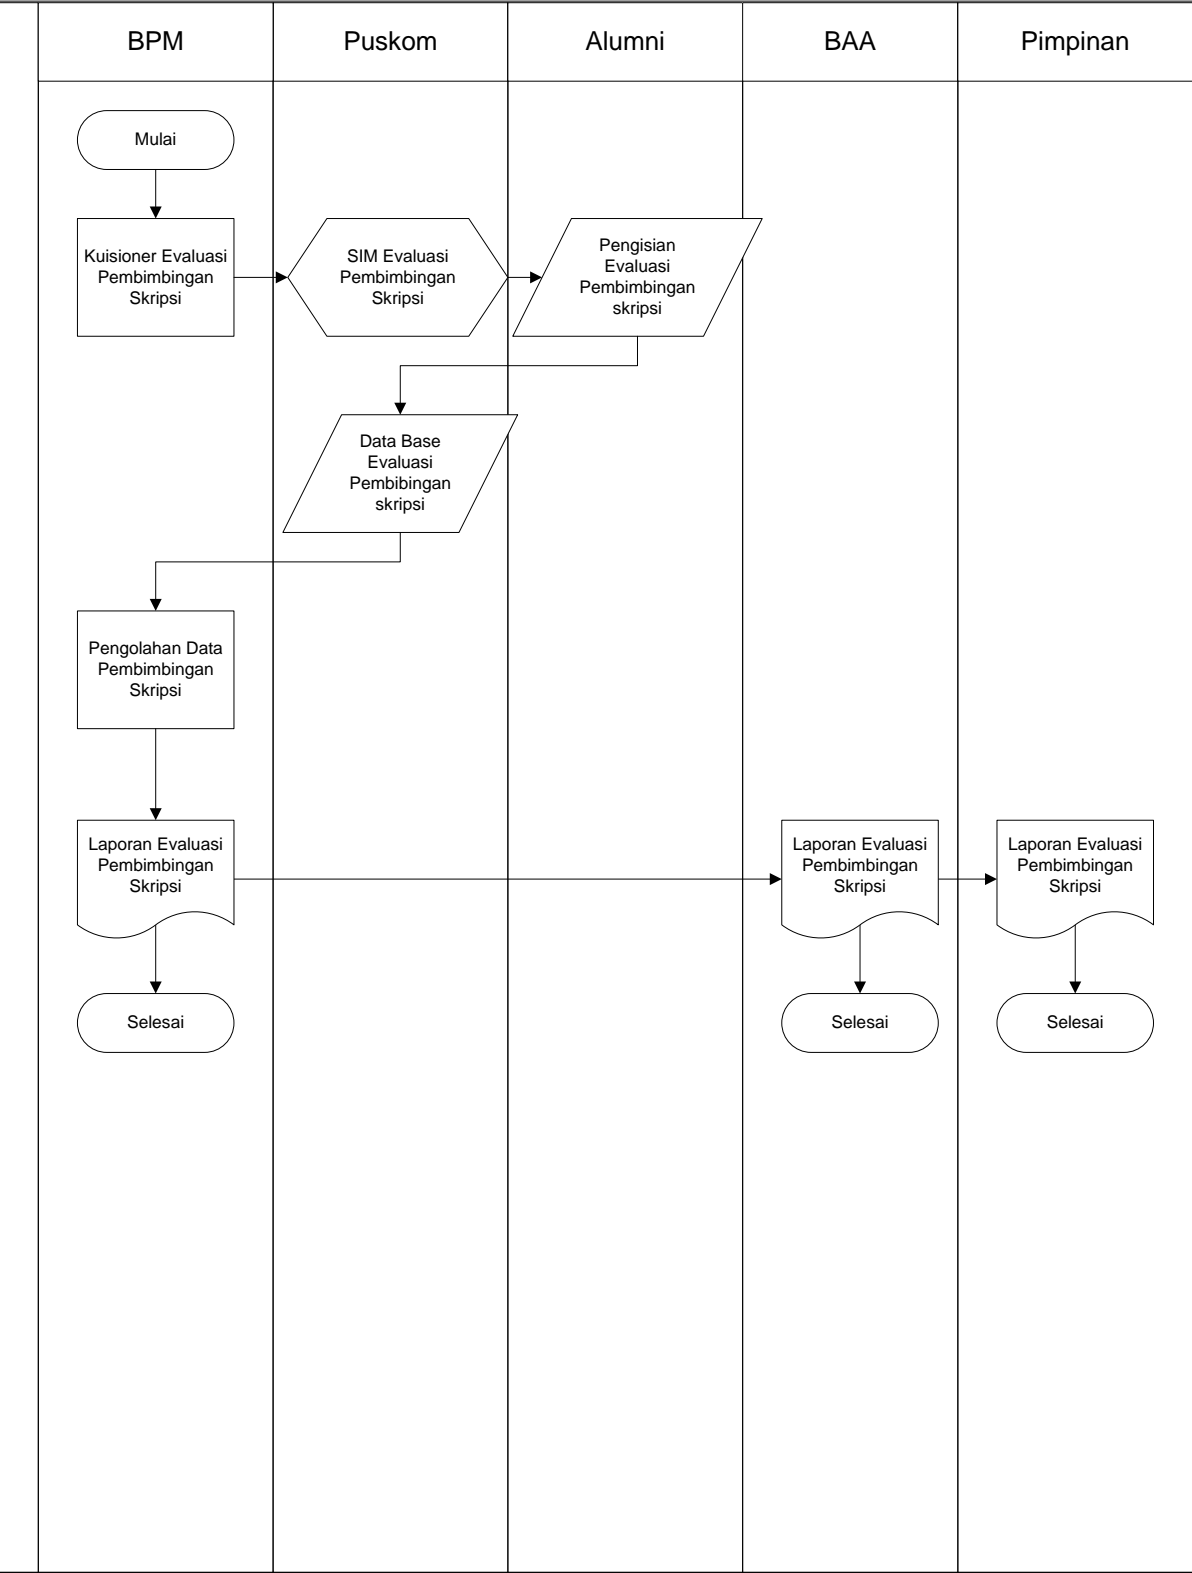 BPM
Puskom
Alumni
BAA
Pimpinan
Mulai
Kuisioner Evaluasi
Pembimbingan
Skripsi
SIM Evaluasi
Pembimbingan
Skripsi
Pengisian
Evaluasi
Pembimbingan
skripsi
Data Base
Evaluasi
Pembibingan
skripsi
Pengolahan Data
Pembimbingan
Skripsi
Laporan Evaluasi
Pembimbingan
Skripsi
Laporan Evaluasi
Pembimbingan
Skripsi
Laporan Evaluasi
Pembimbingan
Skripsi
Selesai
Selesai
Selesai